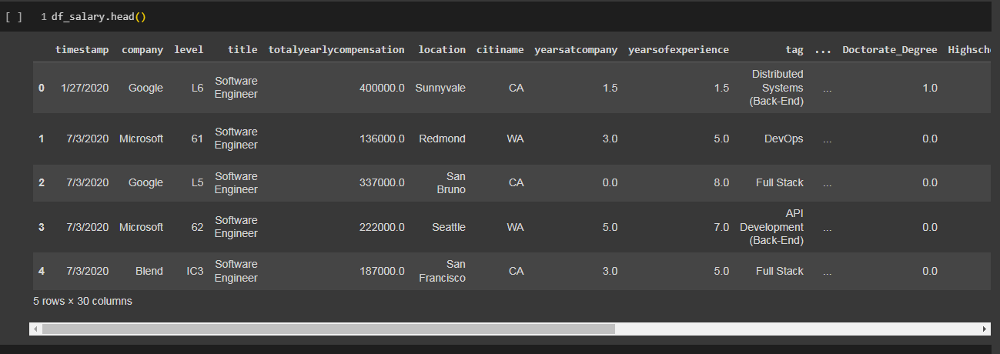 [ ] 1 df_salary.head()
timestamp company level title totalyearlycompensation location citiname yearsatcompany yearsofexperience tag ... Doctorate_Degree Highsch
0 1/27/2020 Google L6 Software Engineer 400000.0 Sunnyvale CA 1.5 1.5 Distributed Systems (Back-End) ... 1.0
1 7/3/2020 Microsoft 61 Software Engineer 136000.0 Redmond WA 3.0 5.0 DevOps ... 0.0
2 7/3/2020 Google L5 Software Engineer 337000.0 San Bruno CA 0.0 8.0 Full Stack ... 0.0
3 7/3/2020 Microsoft 62 Software Engineer 222000.0 Seattle WA 5.0 7.0 API Development (Back-End) ... 0.0
4 7/3/2020 Blend IC3 Software Engineer 187000.0 San Francisco CA 3.0 5.0 Full Stack ... 0.0
5 rows × 30 columns